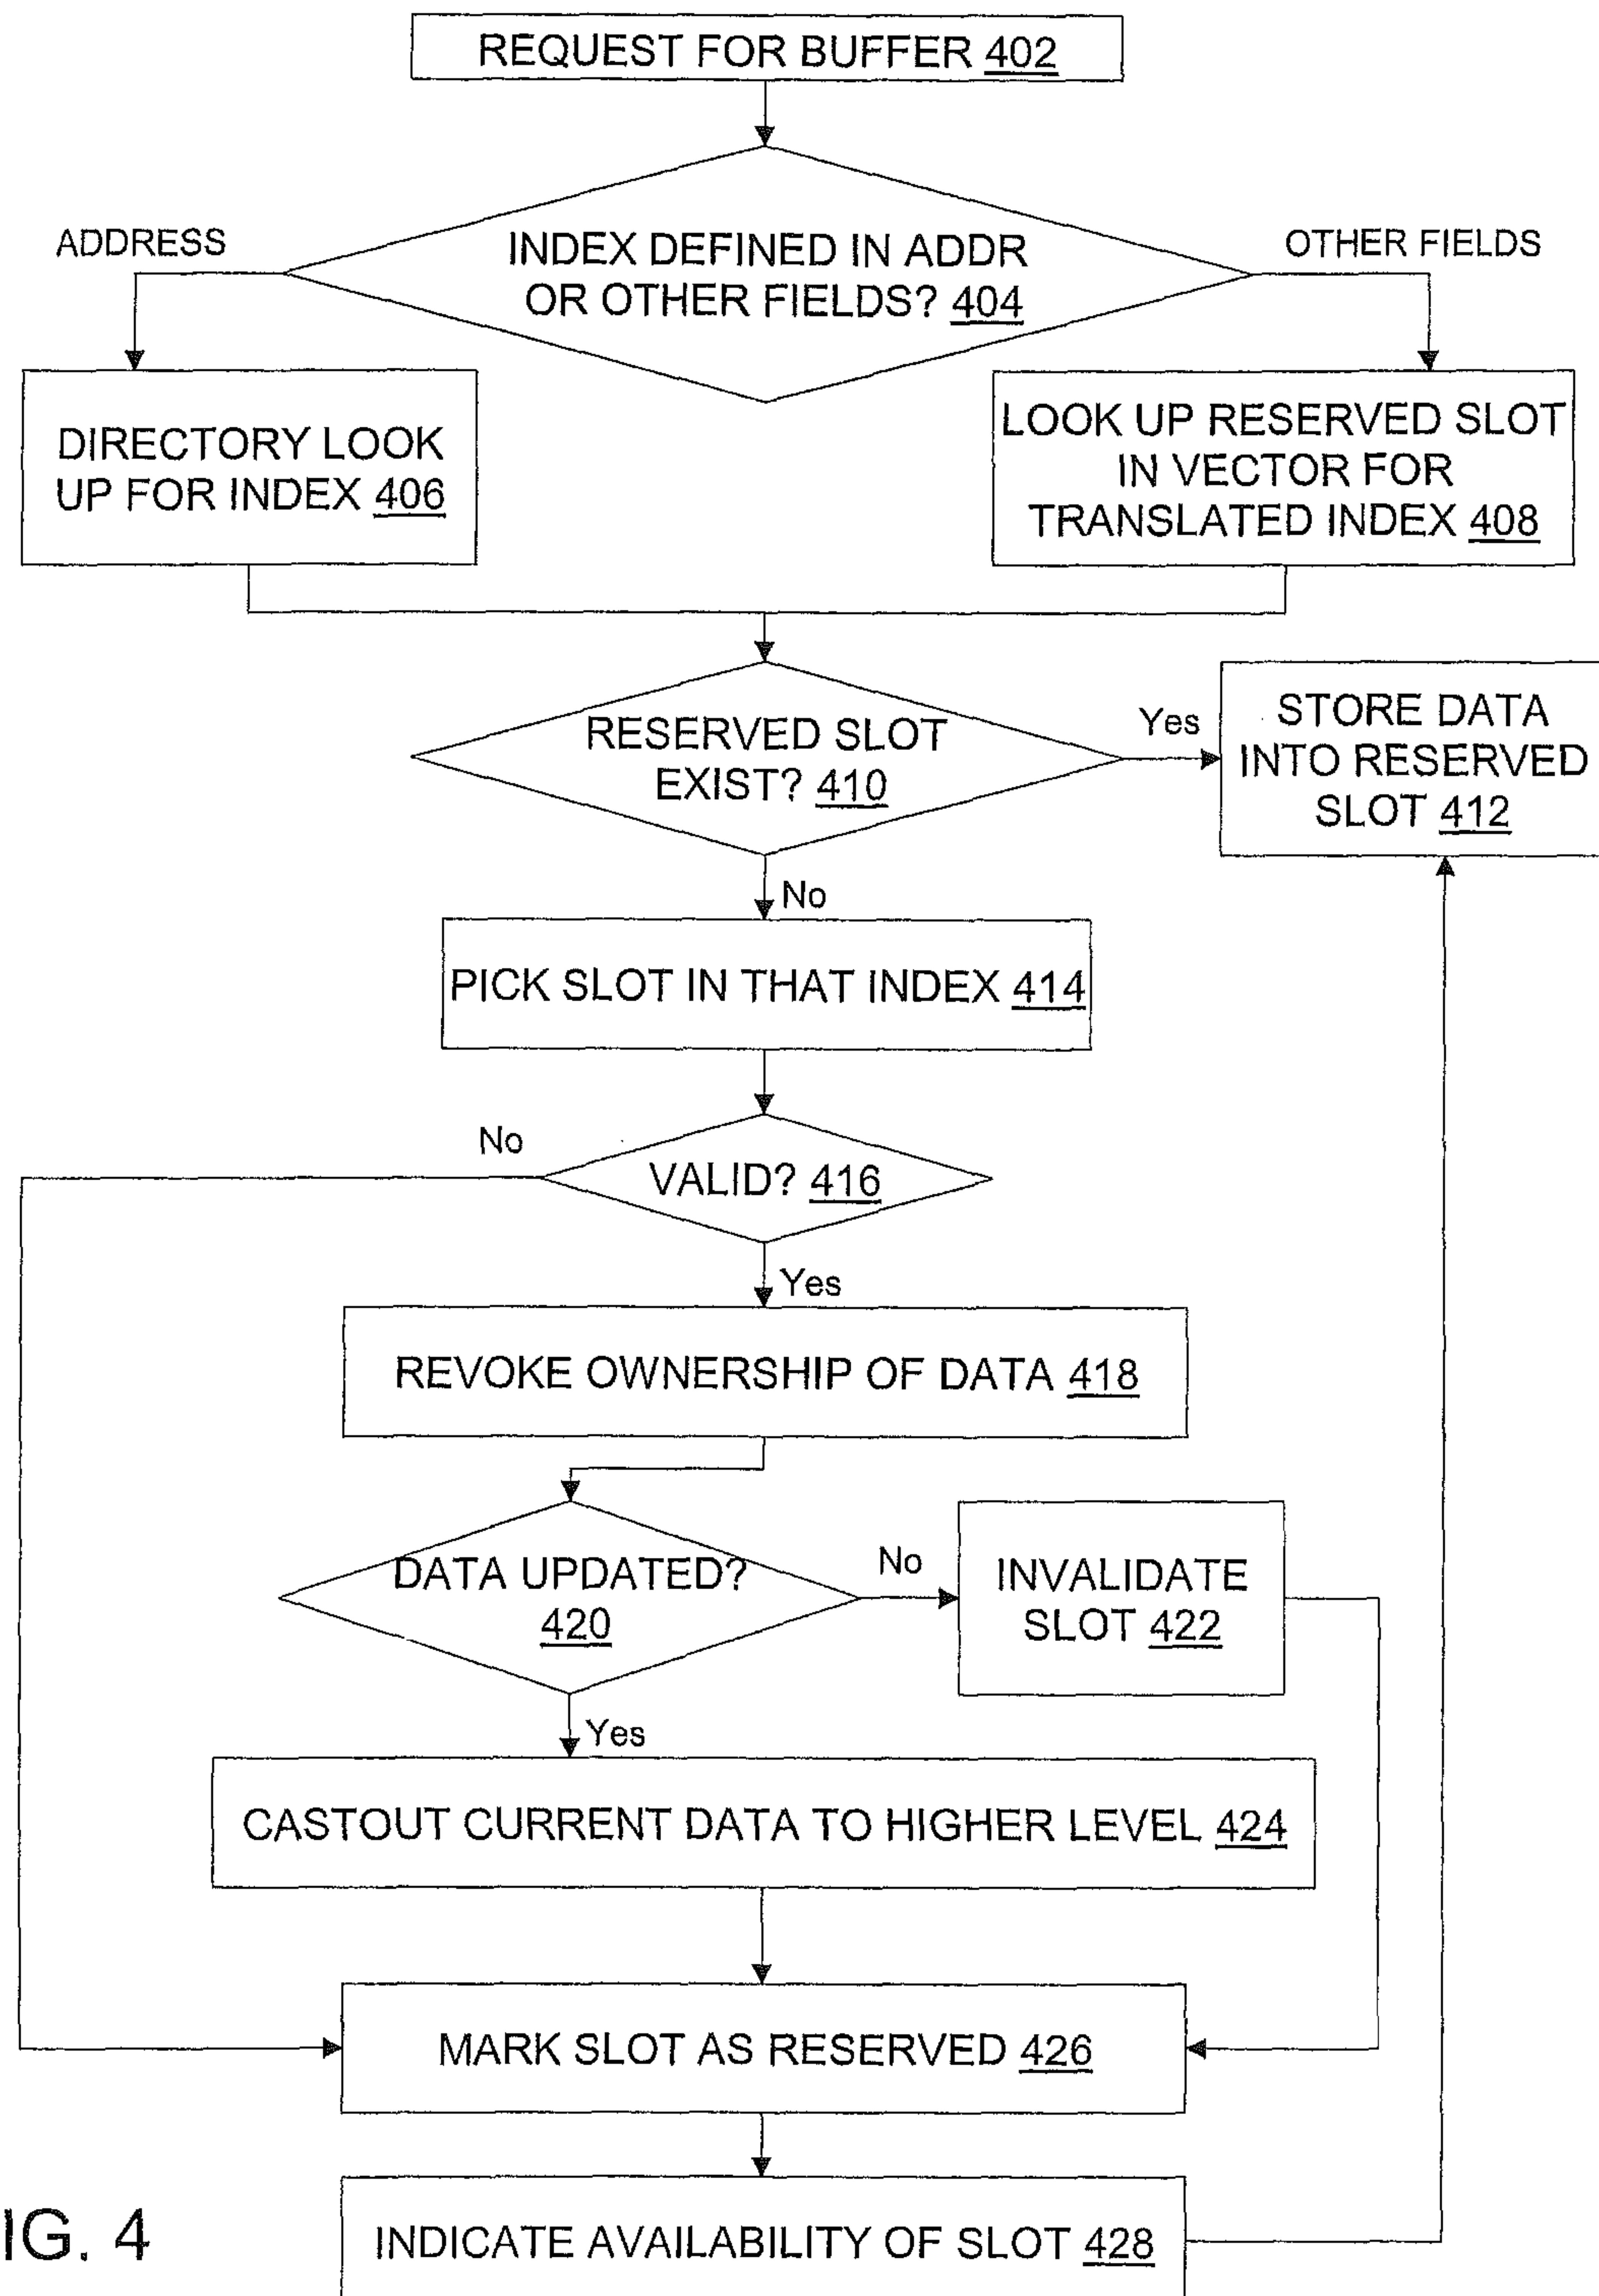 REQUEST FOR BUFFER 402
INDEX DEFINED IN ADDR
OR OTHER FIELDS? 404
ADDRESS
OTHER FIELDS
DIRECTORY LOOK
UP FOR INDEX 406
LOOK UP RESERVED SLOT
IN VECTOR FOR
TRANSLATED INDEX 408
RESERVED SLOT
EXIST? 410
Yes
STORE DATA
INTO RESERVED
SLOT 412
No
PICK SLOT IN THAT INDEX 414
No
VALID? 416
Yes
REVOKE OWNERSHIP OF DATA 418
DATA UPDATED?
420
No
INVALIDATE
SLOT 422
Yes
CASTOUT CURRENT DATA TO HIGHER LEVEL 424
MARK SLOT AS RESERVED 426
INDICATE AVAILABILITY OF SLOT 428
IG. 4